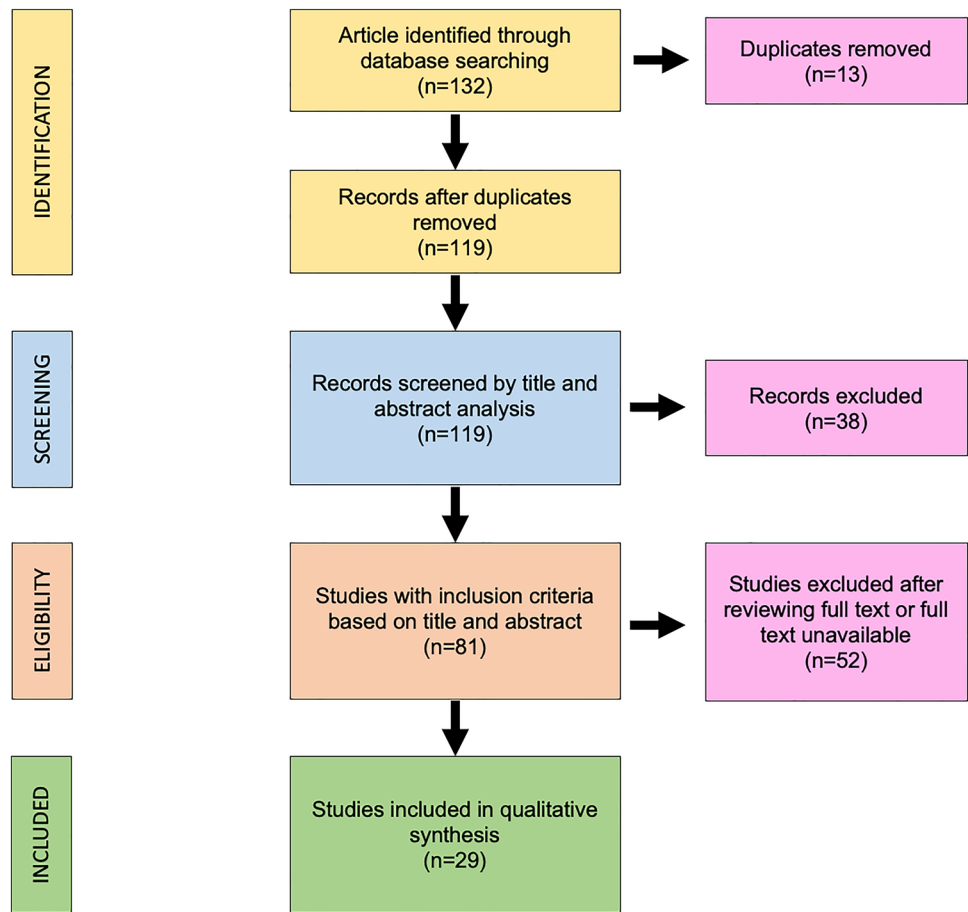 IDENTIFICATION
Article identified through
database searching
(n=132)
Duplicates removed
(n=13)
Records after duplicates
removed
(n=119)
SCREENING
Records screened by title and
abstract analysis
(n=119)
Records excluded
(n=38)
ELIGIBILITY
Studies with inclusion criteria
based on title and abstract
(n=81)
Studies excluded after
reviewing full text or full
text unavailable
(n=52)
INCLUDED
Studies included in qualitative
synthesis
(n=29)